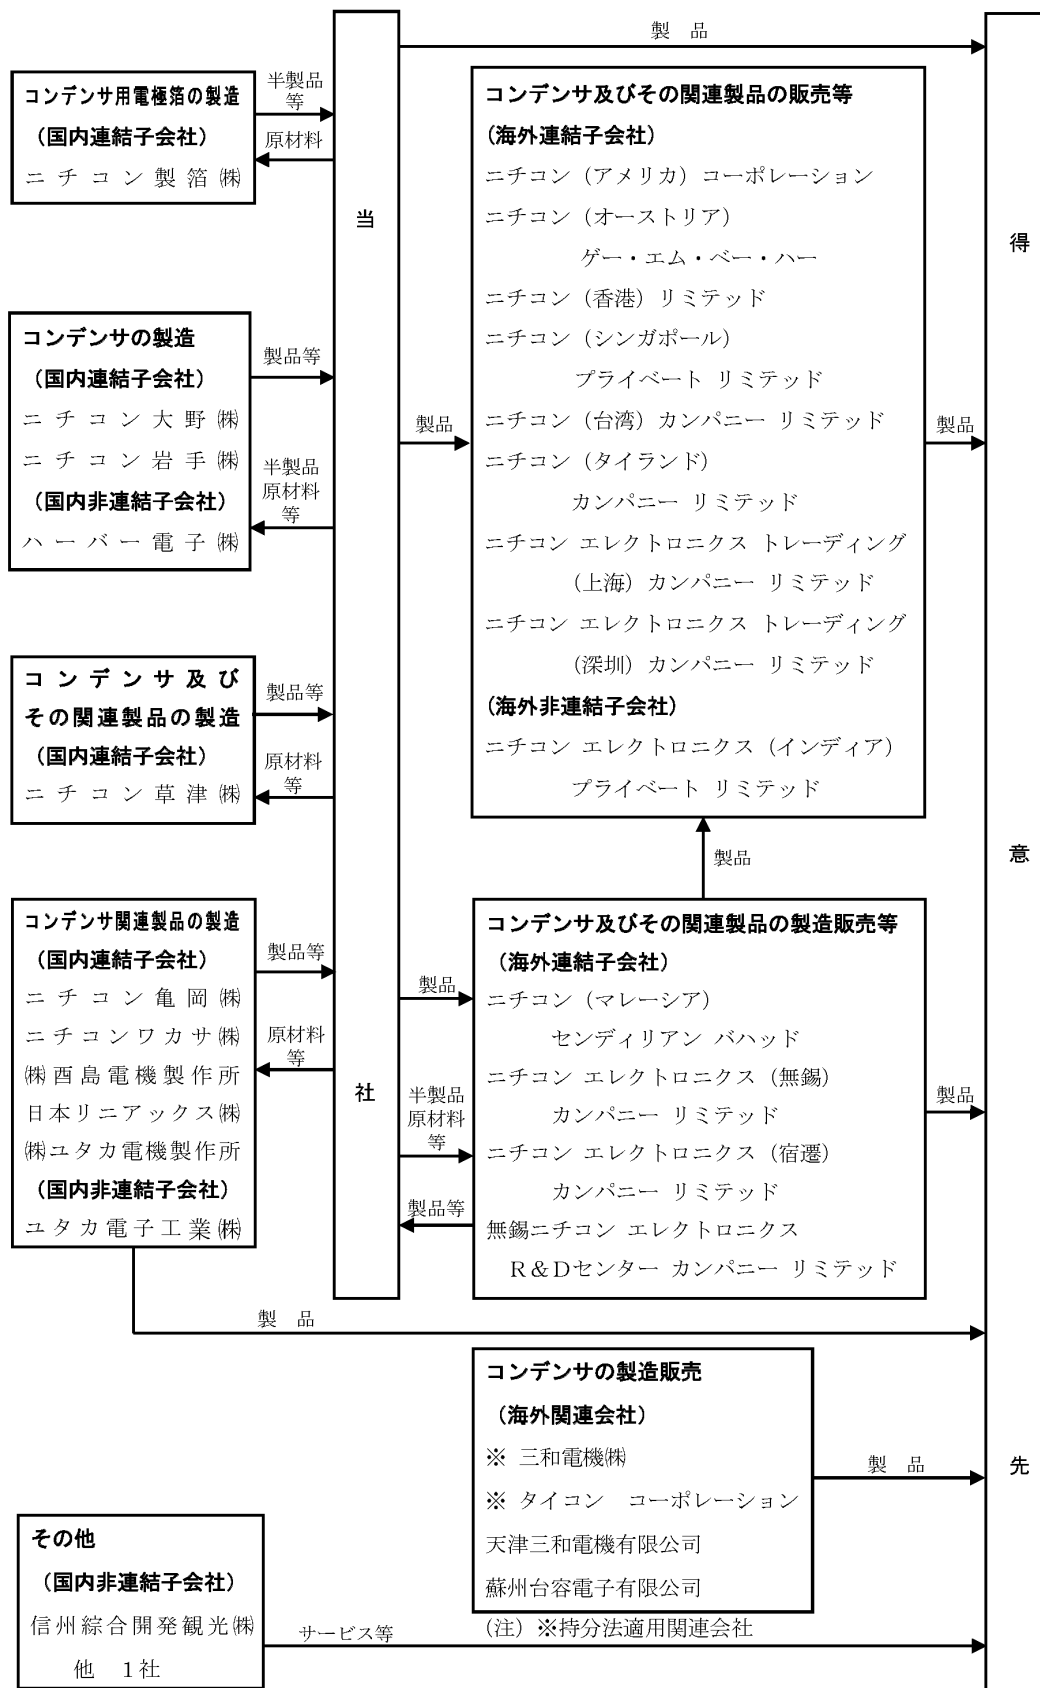 製 品
コンデンサ用電極箔の製造
（国内連結子会社）
ニチコン製箔㈱
半製品
等
原材料
コンデンサの製造
（国内連結子会社）
ニチコン大野㈱
ニチコン岩手㈱
（国内非連結子会社）
ハーバー電子㈱
製品等
半製品
原材料
等
コンデンサ及び
その関連製品の製造
（国内連結子会社）
ニチコン草津㈱
製品等
原材料
等
コンデンサ関連製品の製造
（国内連結子会社）
ニチコン亀岡㈱
ニチコンワカサ㈱
㈱酉島電機製作所
日本リニアックス㈱
㈱ユタカ電機製作所
（国内非連結子会社）
ユタカ電子工業㈱
製品等
原材料
等
当
社
製品
コンデンサ及びその関連製品の販売等
（海外連結子会社）
ニチコン（アメリカ）コーポレーション
ニチコン（オーストリア）
ゲー・エム・ベー・ハー
ニチコン（香港）リミテッド
ニチコン（シンガポール）
プライベート リミテッド
ニチコン（台湾）カンパニー リミテッド
ニチコン（タイランド）
カンパニー リミテッド
ニチコン エレクトロニクス トレーディング
（上海）カンパニー リミテッド
ニチコン エレクトロニクス トレーディング
（深圳）カンパニー リミテッド
（海外非連結子会社）
ニチコン エレクトロニクス（インディア）
プライベート リミテッド
製品
製品
製品
半製品
原材料
等
製品等
コンデンサ及びその関連製品の製造販売等
（海外連結子会社）
ニチコン（マレーシア）
センディリアン バハッド
ニチコン エレクトロニクス（無錫）
カンパニー リミテッド
ニチコン エレクトロニクス（宿遷）
カンパニー リミテッド
無錫ニチコン エレクトロニクス
Ｒ＆Ｄセンター カンパニー リミテッド
製品
製 品
コンデンサの製造販売
（海外関連会社）
※ 三和電機㈱
※ タイコン　コーポレーション
天津三和電機有限公司
蘇州台容電子有限公司
（注）※持分法適用関連会社
製 品
その他
（国内非連結子会社）
信州綜合開発観光㈱
他 １社
サービス等
得
意
先